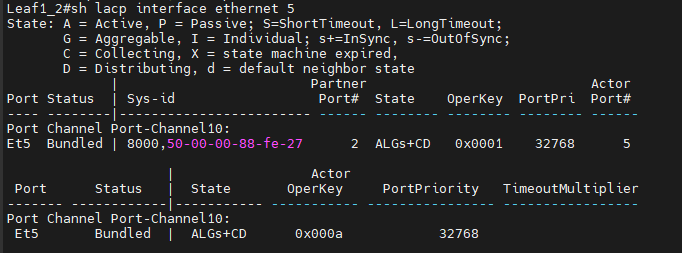 Leaf1_2#sh lacp interface ethernet 5
State: A = Active, P = Passive; S=ShortTimeout, L=LongTimeout;
       G = Aggregable, I = Individual; s+=InSync, s-=OutOfSync;
       C = Collecting, X = state machine expired,
       D = Distributing, d = default neighbor state
             |                        Partner                               Actor
Port Status  | Sys-id                  Port#  State    OperKey  PortPri  Port#
---- --------|------------------------ ------ -------- -------- -------- ------
Port Channel Port-Channel10:
Et5  Bundled | 8000,50-00-00-88-fe-27      2  ALGs+CD   0x0001    32768      5
                    |                Actor
 Port      Status   |  State       OperKey     PortPriority   TimeoutMultiplier
------- ------------|----------- ----------- ---------------- -----------------
Port Channel Port-Channel10:
Et5       Bundled   |  ALGs+CD      0x000a            32768